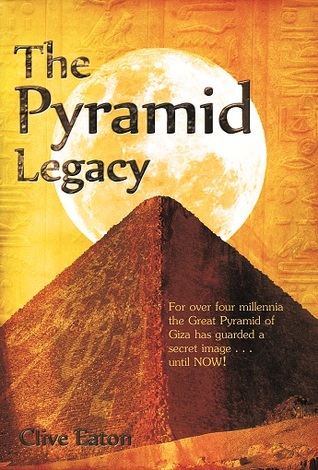 The
Pyramid
Legacy
For over four millennia
the Great Pyramid of
Giza has guarded a
secret image . . .
until NOW!
Clive Eaton